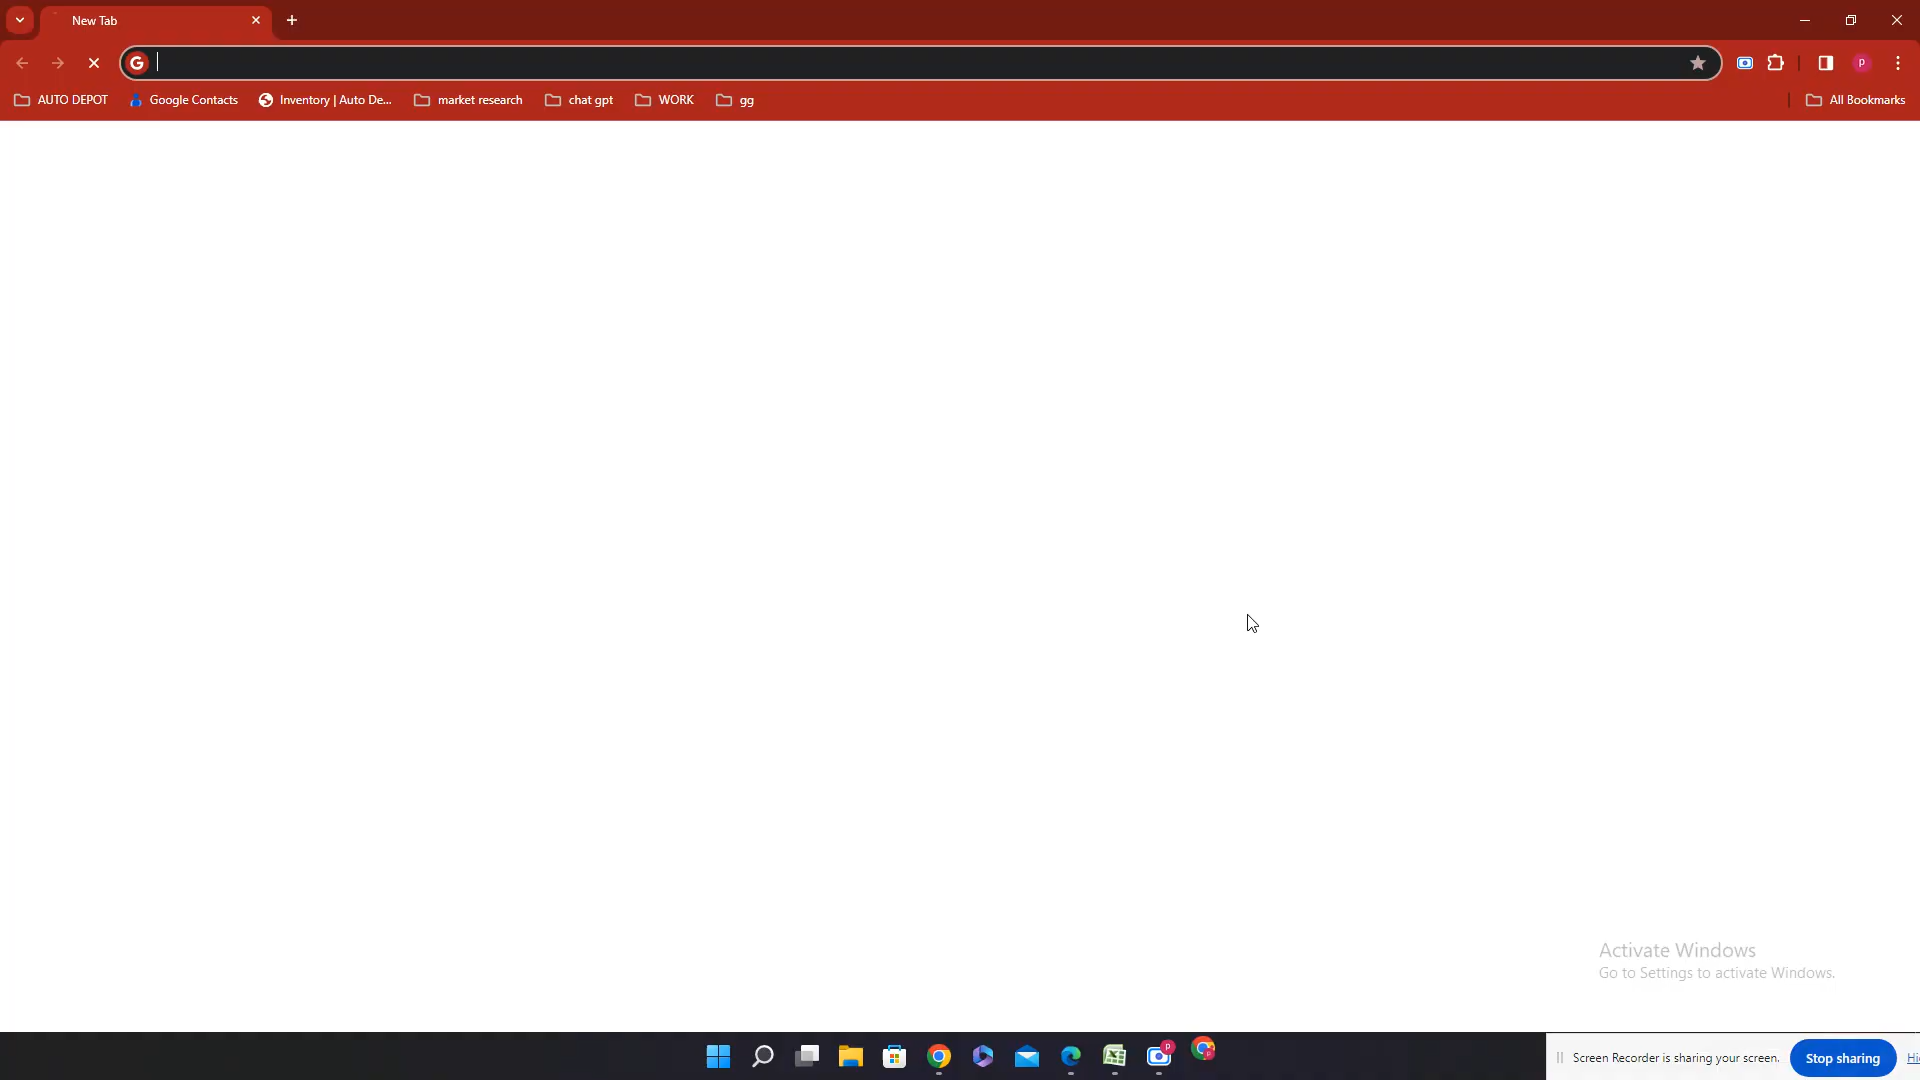 New Tab
G
P
AUTO DEPOT
Google Contacts
Inventory | Auto De...
market research
chat gpt
WORK
gg
All Bookmarks
Activate Windows
Go to Settings to activate Windows.
P
P
Screen Recorder is sharing your screen.
Stop sharing